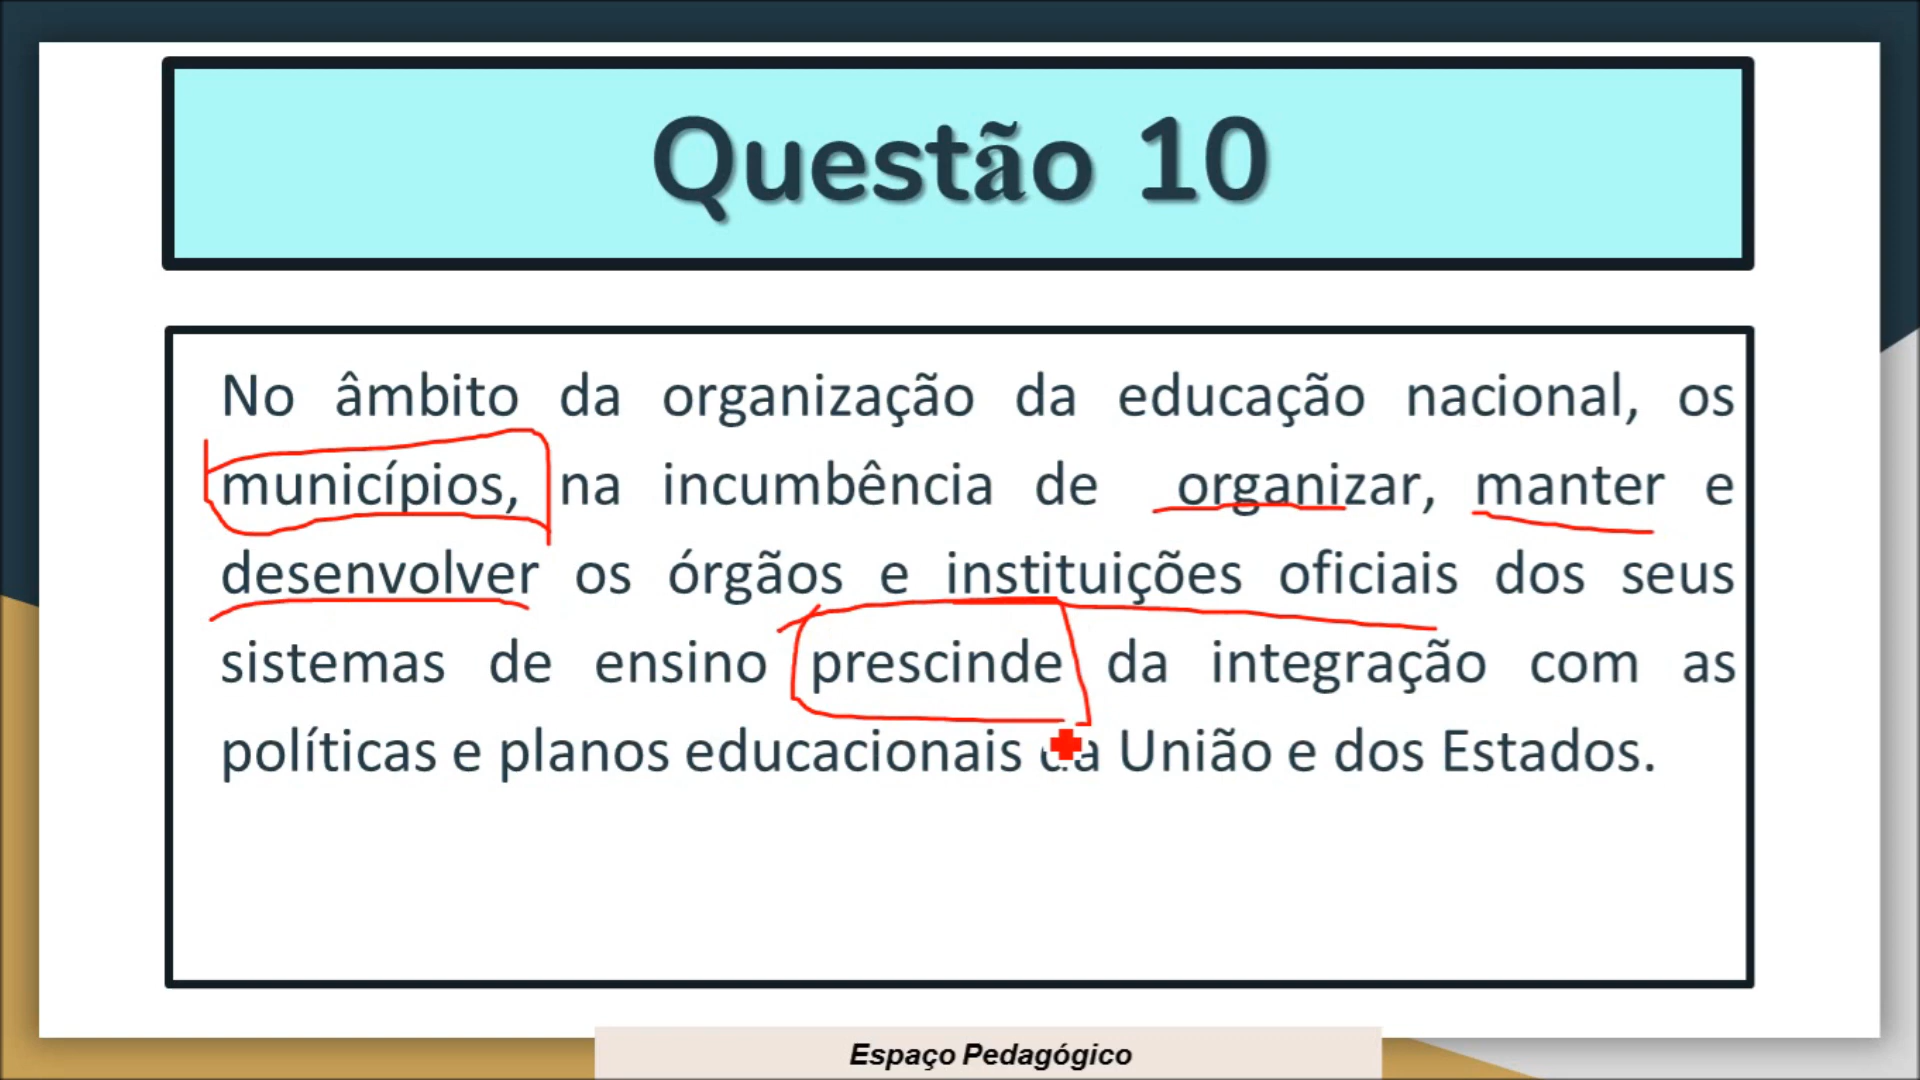 Questão 10
No âmbito da organização da educação nacional, os
municípios, na incumbência de organizar, manter e
desenvolver os órgãos e instituições oficiais dos seus
sistemas de ensino prescinde da integração com as
políticas e planos educacionais da União e dos Estados.
Espaço Pedagógico